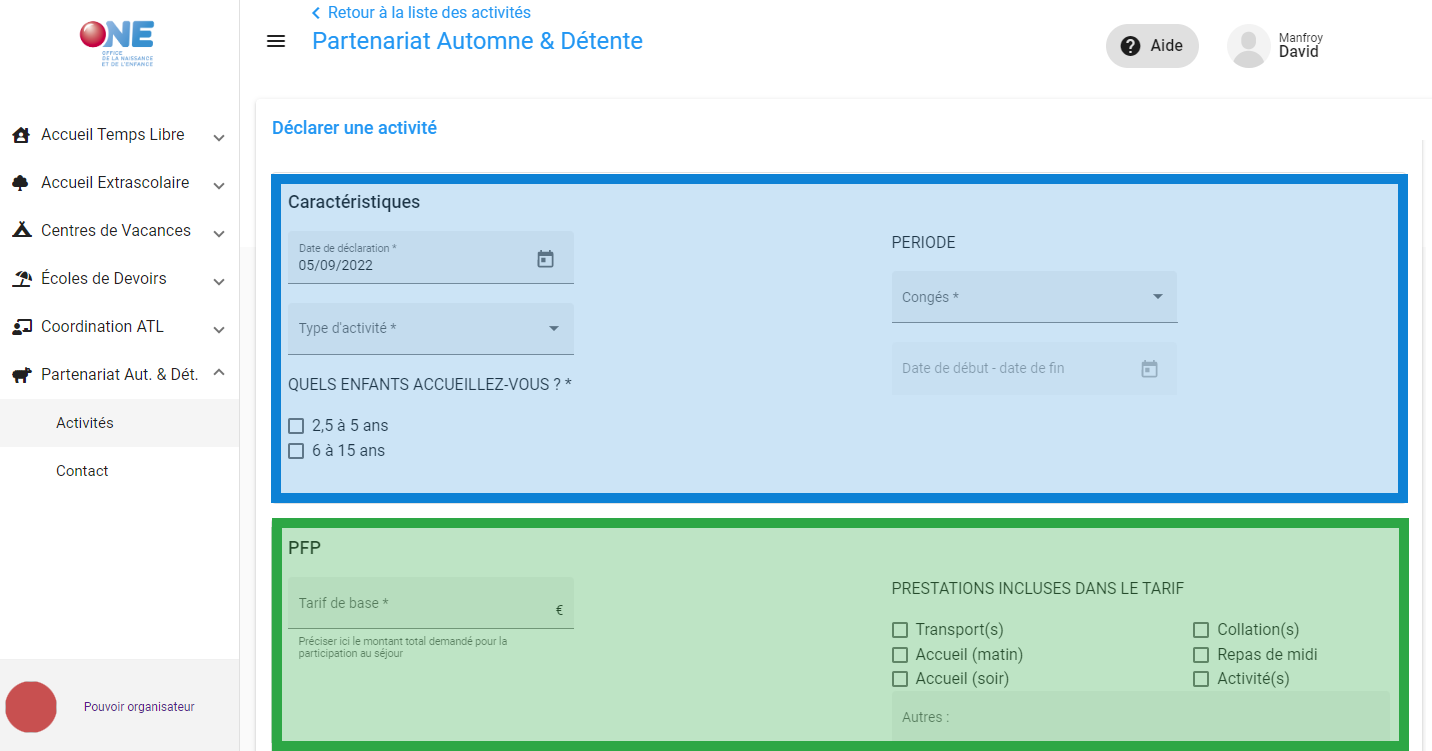 ONE
OFFICE
DE LA NAISSANCE
ET DE L'ENFANCE
Accueil Temps Libre
Accueil Extrascolaire
Centres de Vacances
Écoles de Devoirs
Coordination ATL
Partenariat Aut. & Dét.
Activités
Contact
Pouvoir organisateur
Retour à la liste des activités
Partenariat Automne & Détente
Aide
Manfroy
David
Déclarer une activité
Caractéristiques
Date de déclaration *
05/09/2022
Type d'activité *
QUELS ENFANTS ACCUEILLEZ-VOUS ? *
2,5 à 5 ans
6 à 15 ans
PERIODE
Congés *
Date de début - date de fin
PFP
Tarif de base *
€
Préciser ici le montant total demandé pour la
participation au séjour
PRESTATIONS INCLUSES DANS LE TARIF
Transport(s)
Accueil (matin)
Accueil (soir)
Collation(s)
Repas de midi
Activité(s)
Autres :